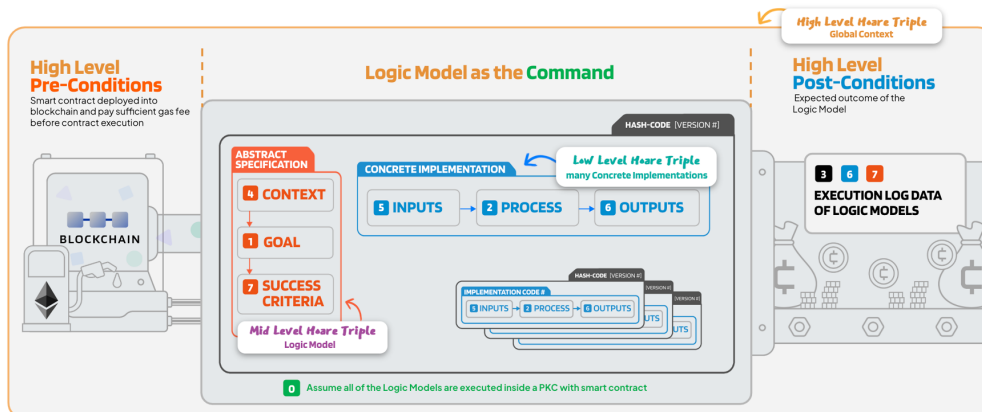 High Level Hoare Triple
Global Context
High Level
Pre-Conditions
Smart contract deployed into
blockchain and pay sufficient gas fee
before contract execution
Logic Model as the Command
High Level
Post-Conditions
Expected outcome of the
Logic Model
BLOCKCHAIN
HASH-CODE [VERSION #]
ABSTRACT
SPECIFICATION
4 CONTEXT
1 GOAL
7 SUCCESS
CRITERIA
Mid Level Hoare Triple
Logic Model
CONCRETE IMPLEMENTATION
Low Level Hoare Triple
many Concrete Implementations
5 INPUTS
2 PROCESS
6 OUTPUTS
HASH-CODE [VERSION #]
IMPLEMENTATION CODE #
5 INPUTS
2 PROCESS
6 OUTPUTS
[VERSION #]
UTS
[VERSION #]
UTS
3 6 7
EXECUTION LOG DATA
OF LOGIC MODELS
0 Assume all of the Logic Models are executed inside a PKC with smart contract